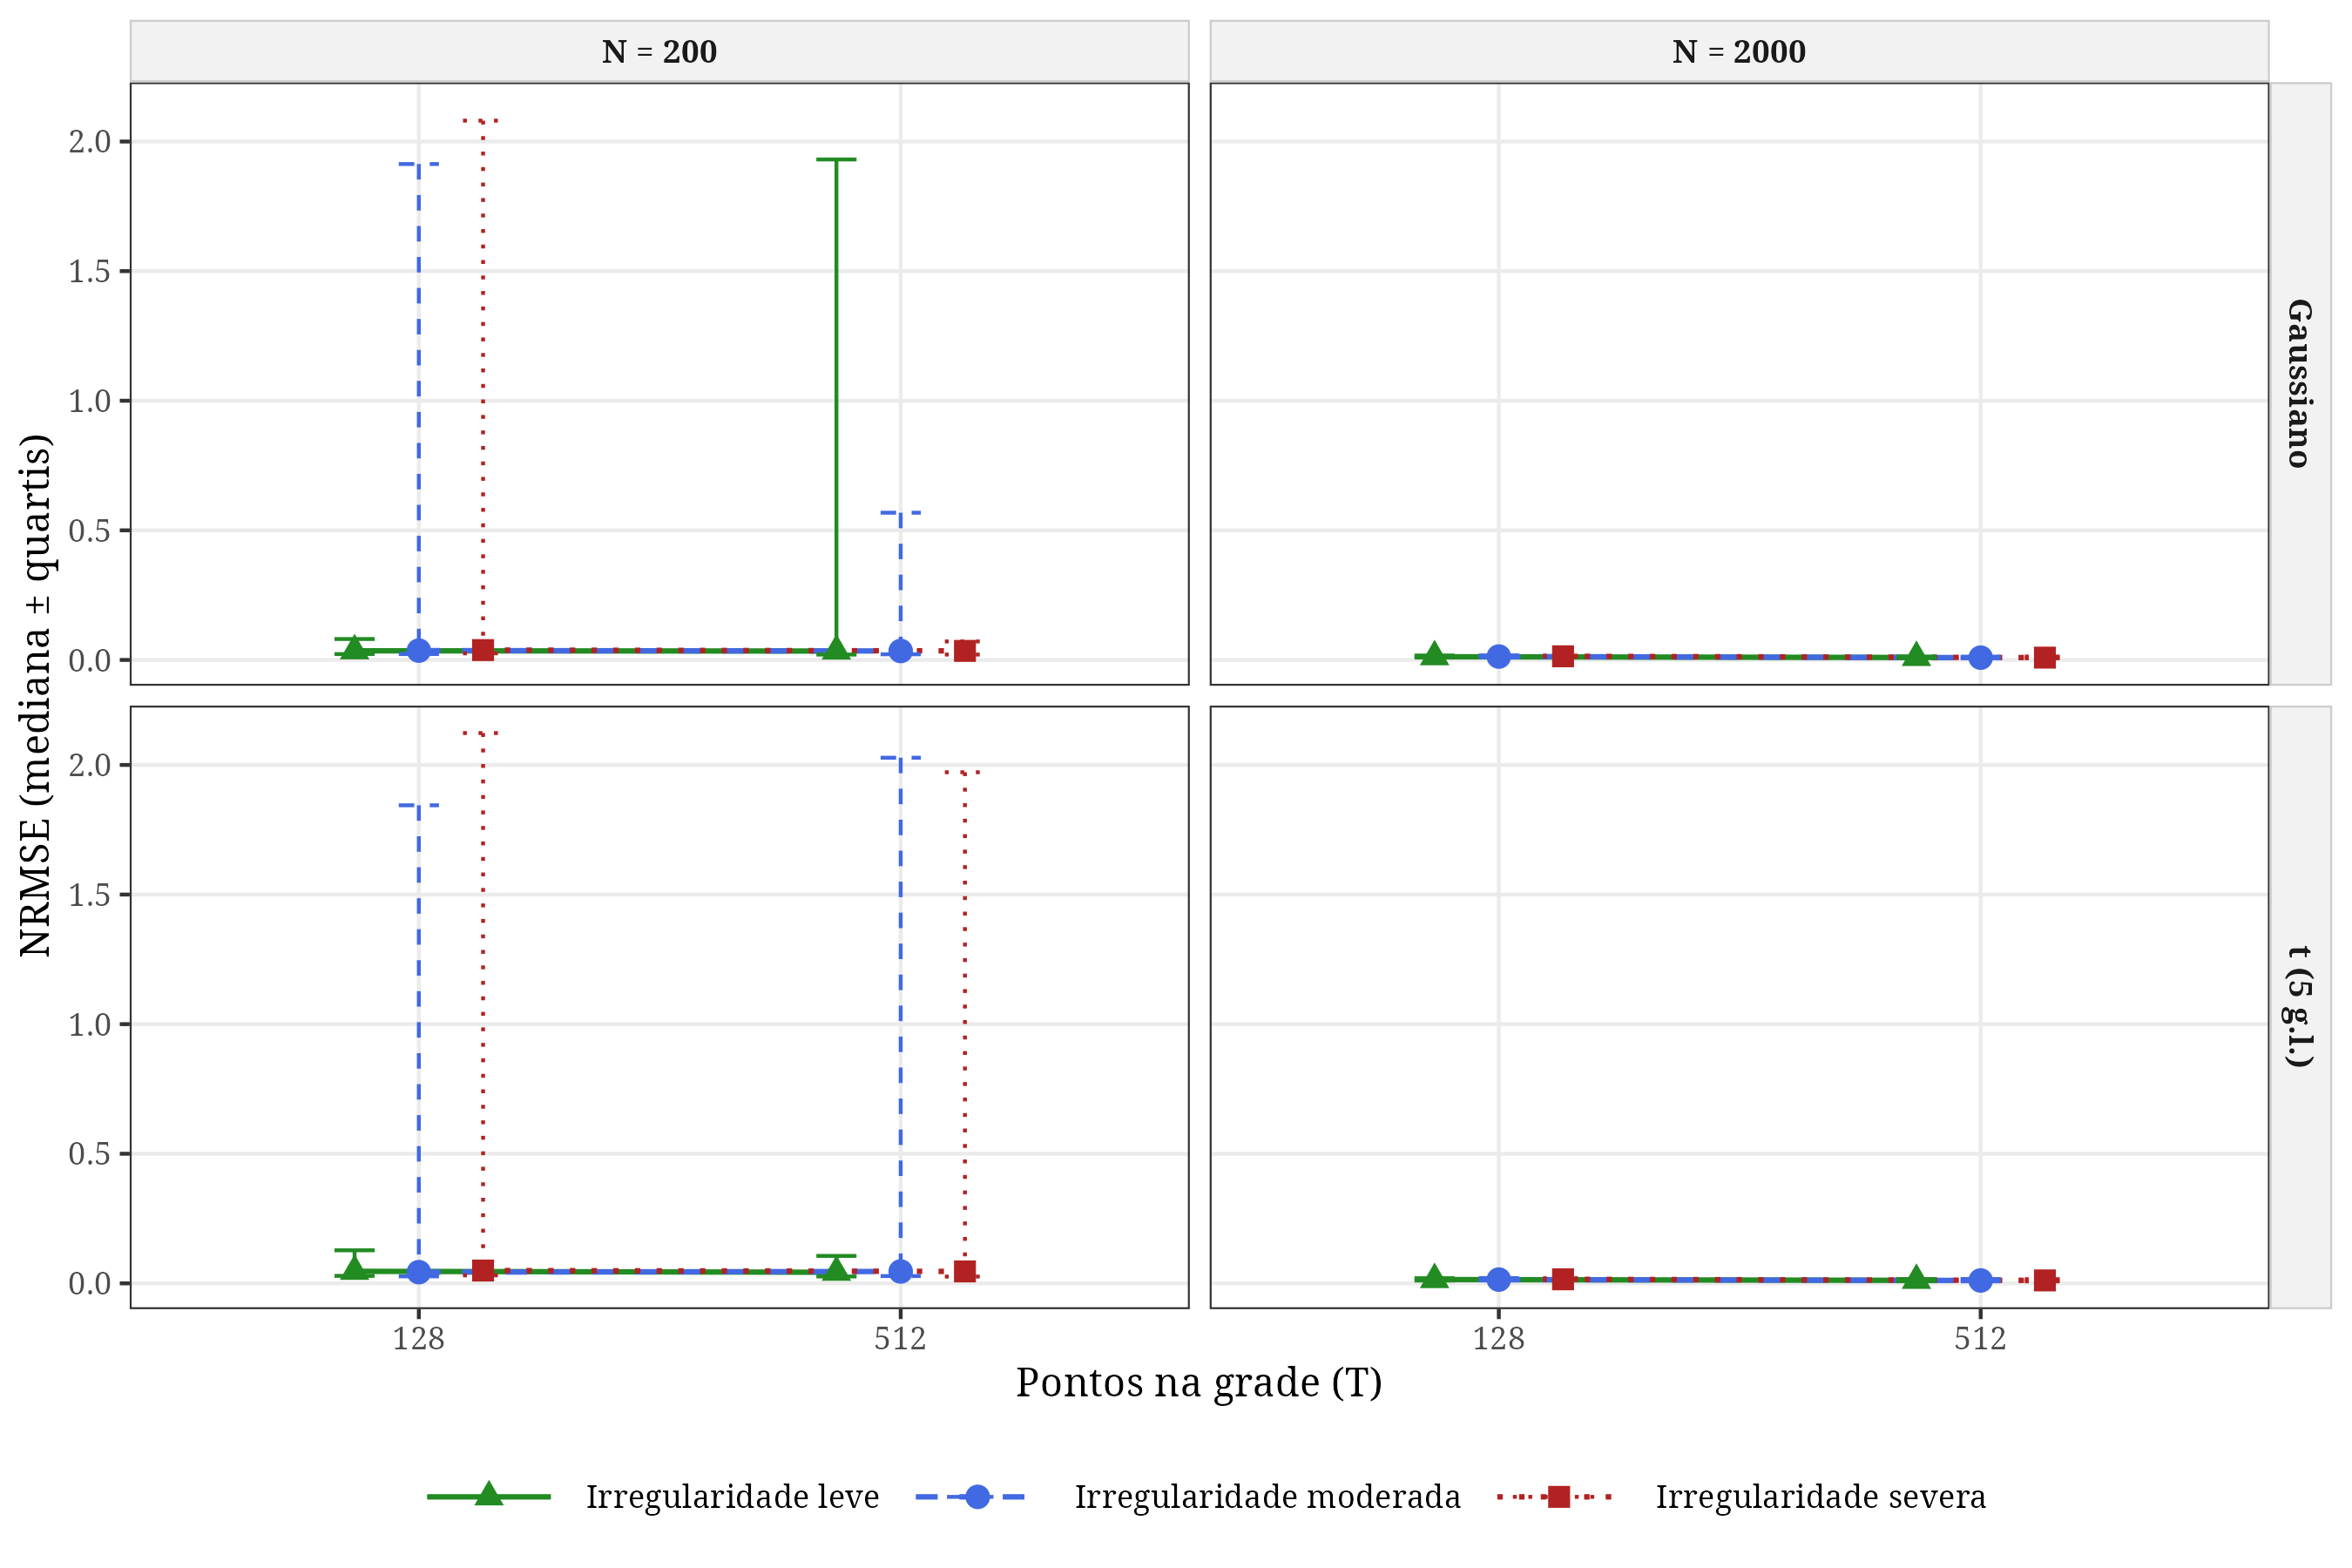 N = 200
N = 2000
NRMSE (mediana ± quartis)
2.0
1.5
1.0
0.5
0.0
Gaussiano
2.0
1.5
1.0
0.5
0.0
t (5 g.l.)
128
512
128
512
Pontos na grade (T)
Irregularidade leve
Irregularidade moderada
Irregularidade severa